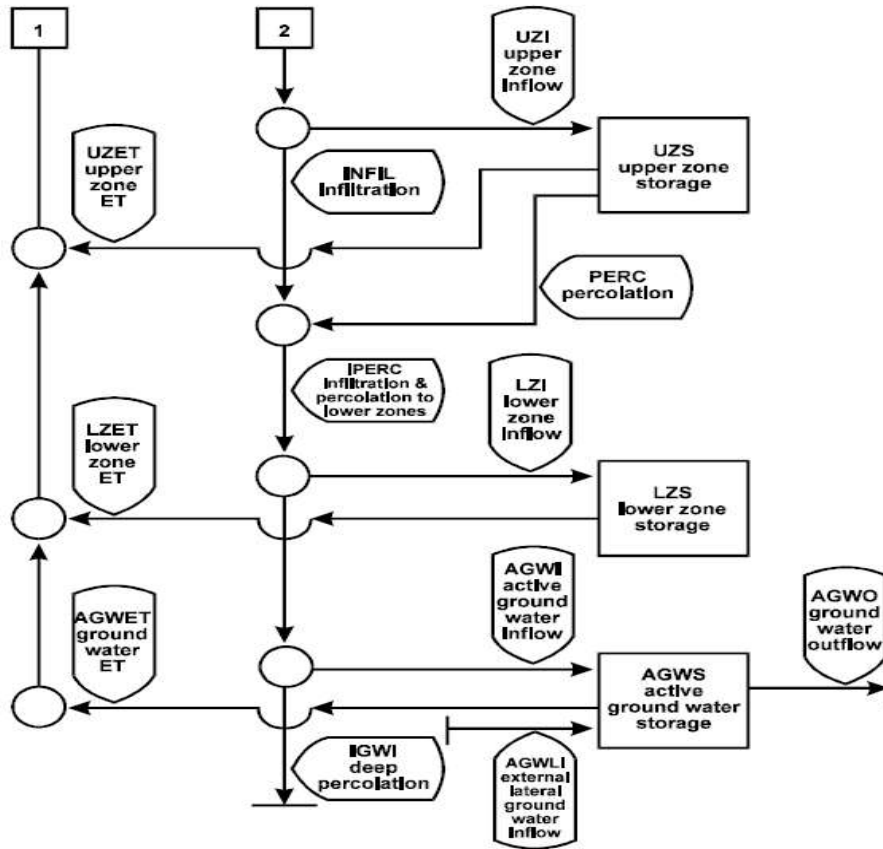 1
2
UZI
upper
zone
Inflow
UZET
upper
zone
ET
INFIL
Infiltration
UZS
upper zone
storage
PERC
percolation
IPERC
Infiltration &
percolation to
lower zones
LZI
lower
zone
Inflow
LZET
lower
zone
ET
LZS
lower zone
storage
AGWI
active
ground
water
Inflow
AGWO
ground
water
outflow
AGWET
ground
water
ET
AGWS
active
ground water
storage
IGWI
deep
percolation
AGWLI
external
lateral
ground
water
Inflow